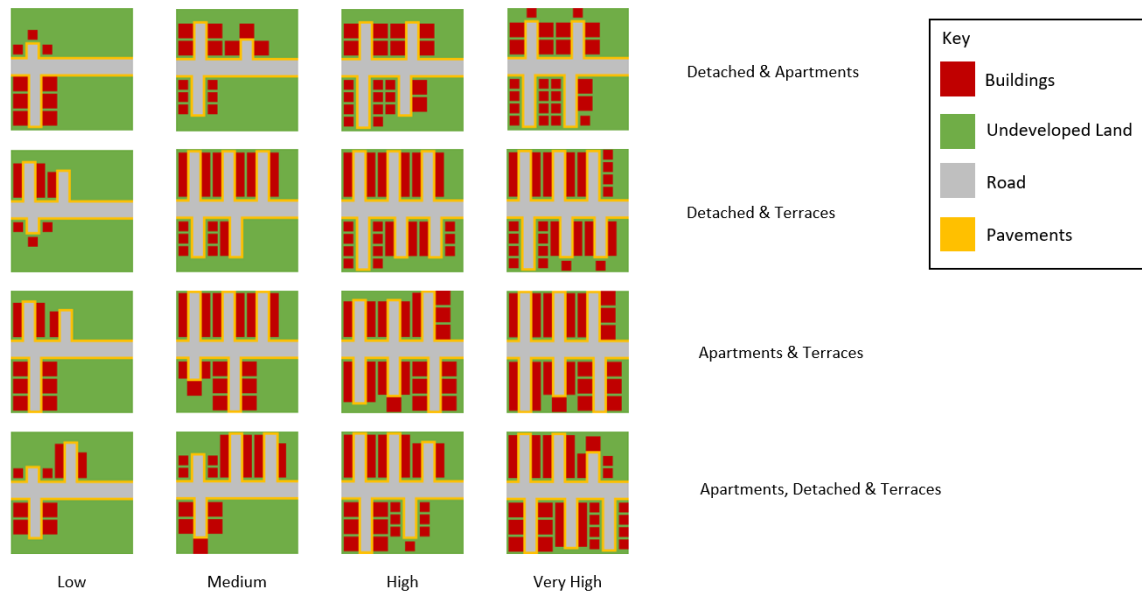 Key
Buildings
Undeveloped Land
Road
Pavements
Detached & Apartments
Detached & Terraces
Apartments & Terraces
Apartments, Detached & Terraces
Low
Medium
High
Very High